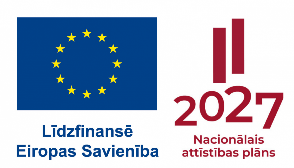 Līdzfinansē
Eiropas Savienība
2027
Nacionālais
attīstības plāns